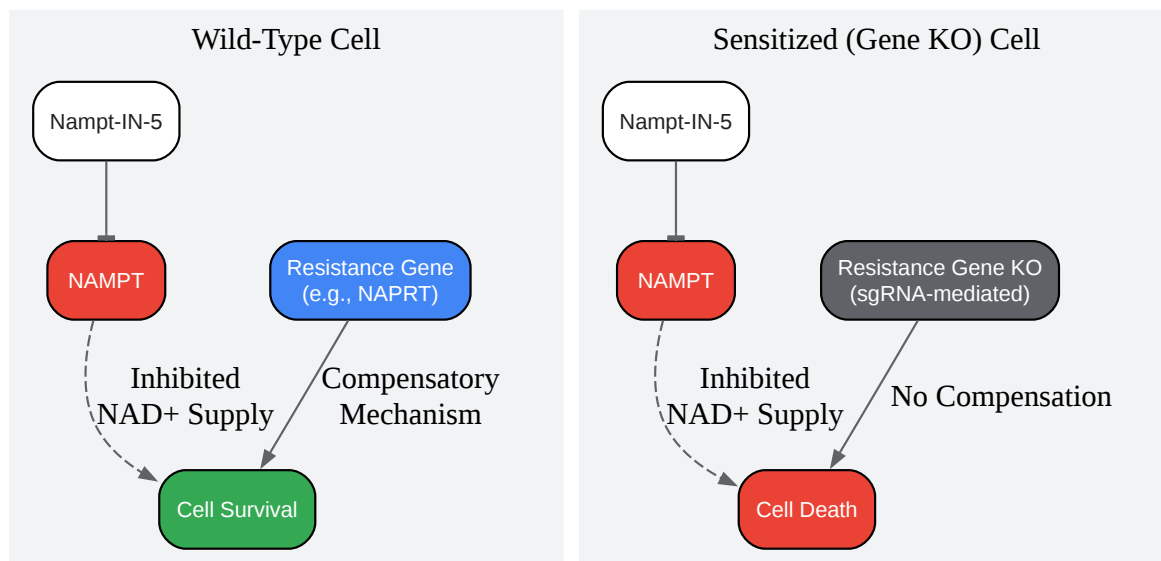 Wild-Type Cell
Nampt-IN-5
NAMPT
Resistance Gene
(e.g., NAPRT)
Inhibited
NAD+ Supply
Compensatory
Mechanism
Cell Survival
Sensitized (Gene KO) Cell
Nampt-IN-5
NAMPT
Resistance Gene KO
(sgRNA-mediated)
Inhibited
NAD+ Supply
No Compensation
Cell Death